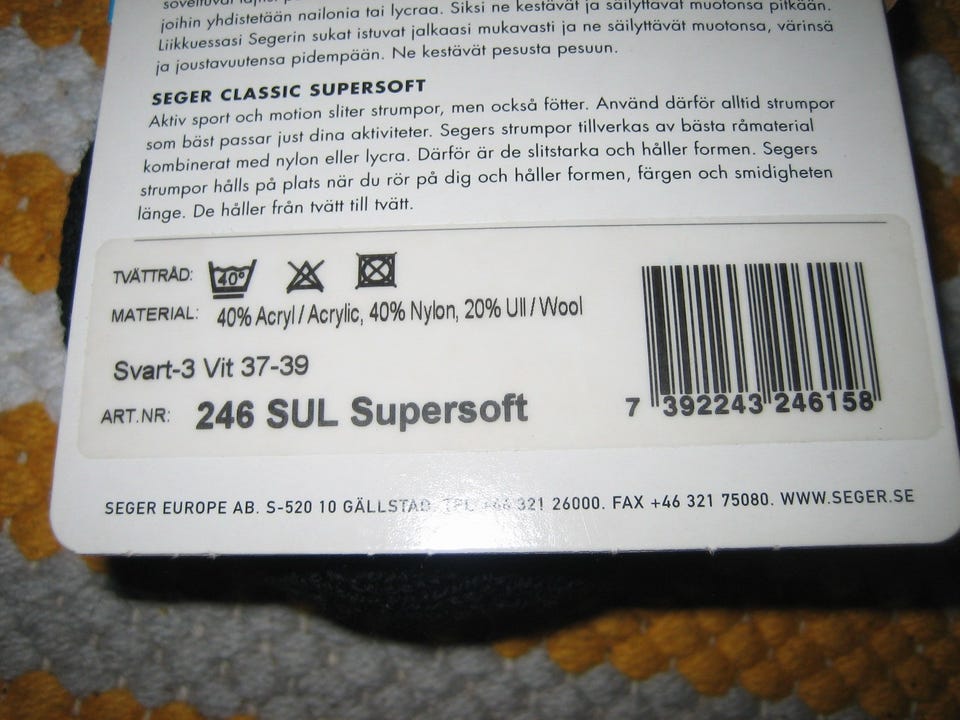 soveltuvat
joihin yhdistetään nailonia tai lycraa. Siksi ne kestävät ja säilyttävät muotonsa pitkään.
Liikkuessasi Segerin sukat istuvat jalkaasi mukavasti ja ne säilyttävät muotonsa, värinsä
ja joustavuutensa pidempään. Ne kestävät pesusta pesuun.
SEGER CLASSIC SUPERSOFT
Aktiv sport och motion sliter strumpor, men också fötter. Använd därför alltid strumpor
som bäst passar just dina aktiviteter. Segers strumpor tillverkas av bästa råmaterial
kombinerat med nylon eller lycra. Därför är de slitstarka och håller formen. Segers
strumpor hålls på plats när du rör på dig och håller formen, färgen och smidigheten
länge. De håller från tvätt till tvätt.
TVÄTTRÅD: 40°
MATERIAL: 40% Acryl / Acrylic, 40% Nylon, 20% Ull / Wool
Svart-3 Vit 37-39
ART.NR: 246 SUL Supersoft
7 392243 246158
SEGER EUROPE AB. S-520 10 GÄLLSTAD. TEL +46 321 26000. FAX +46 321 75080. WWW.SEGER.SE